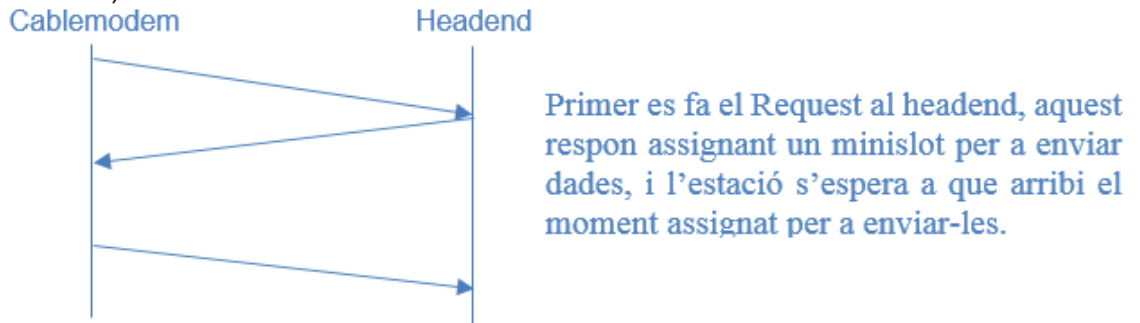 Cablemodem Headend
Primer es fa el Request al headend, aquest
respon assignant un minislot per a enviar
dades, i l'estació s'espera a que arribi el
moment assignat per a enviar-les.